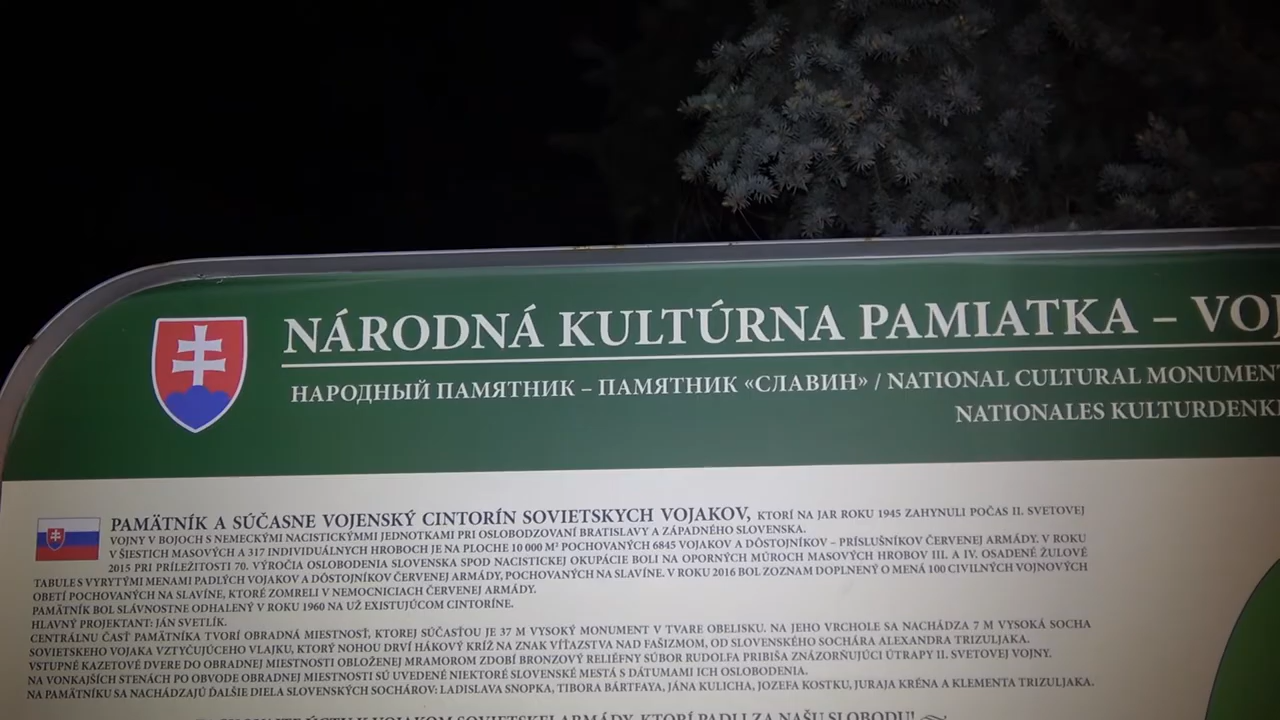 NÁRODNÁ KULTÚRNA PAMIATKA – VOJ
НАРОДНЫЙ ПАМЯТНИК – ПАМЯТНИК «СЛАВИН» / NATIONAL CULTURAL MONUMENT
NATIONALES KULTURDENK
PAMÄTNÍK A SÚČASNE VOJENSKÝ CINTORÍN SOVIETSKYCH VOJAKOV, KTORÍ NA JAR ROKU 1945 ZAHYNULI POČAS II. SVETOVEJ
VOJNY V BOJOCH S NEMECKÝMI NACISTICKÝMI JEDNOTKAMI PRI OSLOBODZOVANÍ BRATISLAVY A ZÁPADNÉHO SLOVENSKA.
V ŠIESTICH MASOVÝCH A 317 INDIVIDUÁLNYCH HROBOCH JE NA PLOCHE 10 000 M² POCHOVANÝCH 6845 VOJAKOV A DÔSTOJNÍKOV – PRÍSLUŠNÍKOV ČERVENEJ ARMÁDY. V ROKU
2015 PRI PRÍLEŽITOSTI 70. VÝROČIA OSLOBODENIA SLOVENSKA SPOD NACISTICKEJ OKUPÁCIE BOLI NA OPORNÝCH MÚROCH MASOVÝCH HROBOV III. A IV. OSADENÉ ŽULOVÉ
TABULE S VYRYTÝMI MENAMI PADLÝCH VOJAKOV A DÔSTOJNÍKOV ČERVENEJ ARMÁDY, POCHOVANÝCH NA SLAVÍNE. V ROKU 2016 BOL ZOZNAM DOPLNENÝ O MENÁ 100 CIVILNÝCH VOJNOVÝCH
OBETÍ POCHOVANÝCH NA SLAVÍNE, KTORÉ ZOMRELI V NEMOCNICIACH ČERVENEJ ARMÁDY.
PAMÄTNÍK BOL SLÁVNOSTNE ODHALENÝ V ROKU 1960 NA UŽ EXISTUJÚCOM CINTORÍNE.
HLAVNÝ PROJEKTANT: JÁN SVETLÍK.
CENTRÁLNU ČASŤ PAMÄTNÍKA TVORÍ OBRADNÁ MIESTNOSŤ, KTOREJ SÚČASŤOU JE 37 M VYSOKÝ MONUMENT V TVARE OBELISKU. NA JEHO VRCHOLE SA NACHÁDZA 7 M VYSOKÁ SOCHA
SOVIETSKEHO VOJAKA VZTYČUJÚCEHO VLAJKU, KTORÝ NOHOU DRVÍ HÁKOVÝ KRÍŽ NA ZNAK VÍŤAZSTVA NAD FAŠIZMOM, OD SLOVENSKÉHO SOCHÁRA ALEXANDRA TRIZULJAKA.
VSTUPNÉ KAZETOVÉ DVERE DO OBRADNEJ MIESTNOSTI OBLOŽENEJ MRAMOROM ZDOBÍ BRONZOVÝ RELIÉFNY SÚBOR RUDOLFA PRIBIŠA ZNÁZORŇUJÚCI ÚTRAPY II. SVETOVEJ VOJNY.
NA VONKAJŠÍCH STENÁCH PO OBVODE OBRADNEJ MIESTNOSTI SÚ UVEDENÉ NIEKTORÉ SLOVENSKÉ MESTÁ S DÁTUMAMI ICH OSLOBODENIA.
NA PAMÄTNÍKU SA NACHÁDZAJÚ ĎALŠIE DIELA SLOVENSKÝCH SOCHÁROV: LADISLAVA SNOPKA, TIBORA BÁRTFAYA, JÁNA KULICHA, JOZEFA KOSTKU, JURAJA KRÉNA A KLEMENTA TRIZULJAKA.
ÚCTU K VOJAKOM SOVIETSKEJ ARMÁDY, KTORÍ PADLI ZA NAŠU SLOBODU!